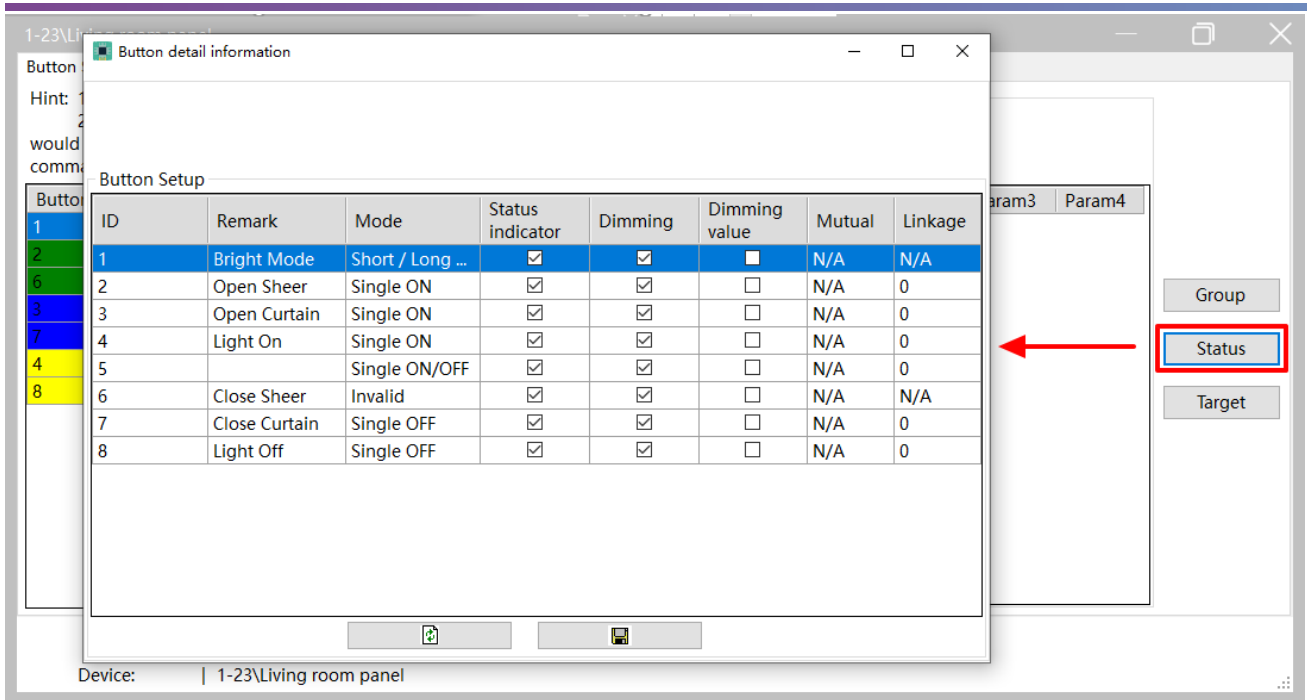 1-23\Living room panel
Button detail information
Button
Hint: 1
2
would
comma
Button Setup
Button
ID Remark Mode Status indicator Dimming Dimming value Mutual Linkage
1 Bright Mode Short / Long ... N/A N/A
2 Open Sheer Single ON N/A 0
3 Open Curtain Single ON N/A 0
4 Light On Single ON N/A 0
5 Single ON/OFF N/A 0
6 Close Sheer Invalid N/A N/A
7 Close Curtain Single OFF N/A 0
8 Light Off Single OFF N/A 0
Param4
1
2
6
3
7
4
8
Group
Status
Target
Device: 1-23\Living room panel